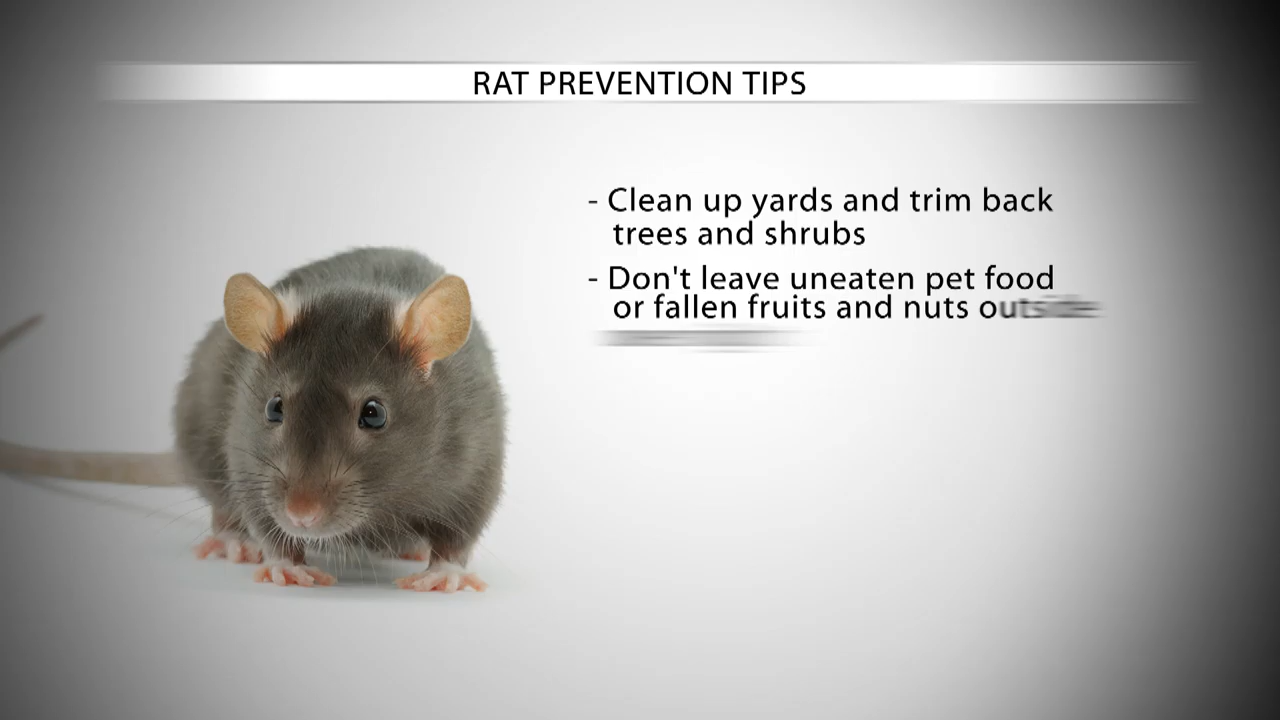 RAT PREVENTION TIPS
- Clean up yards and trim back
trees and shrubs
- Don't leave uneaten pet food
or fallen fruits and nuts outside